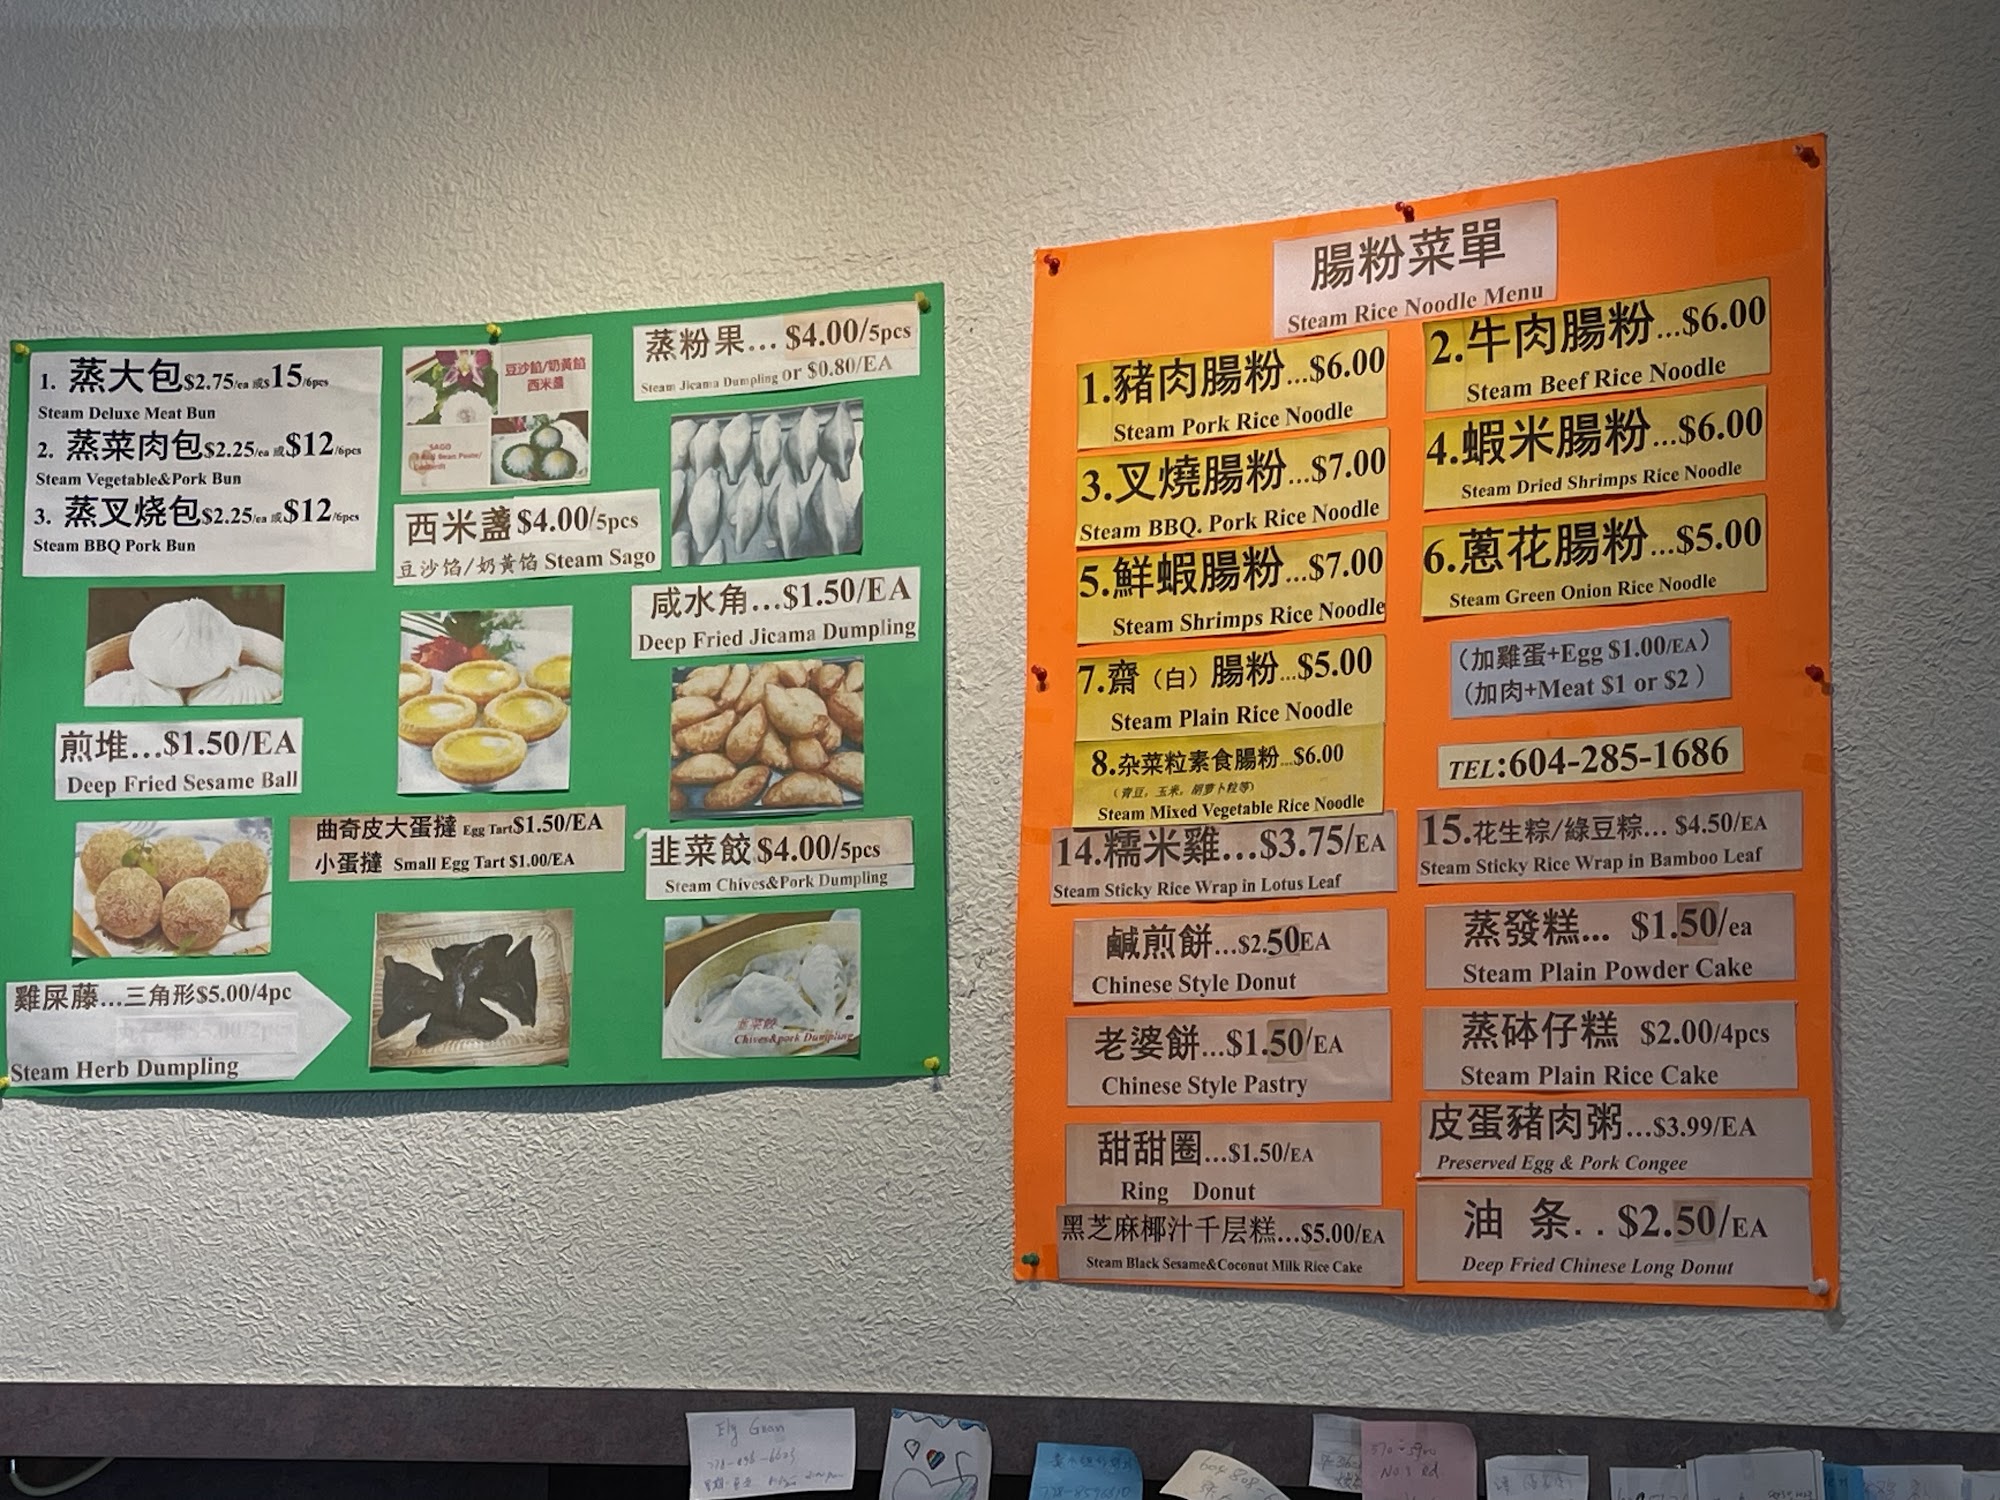 1. 蒸大包$2.75/ea 或$15/6pcs
Steam Deluxe Meat Bun
2. 蒸菜肉包$2.25/ea 或$12/6pcs
Steam Vegetable&Pork Bun
3. 蒸叉烧包$2.25/ea 或$12/6pcs
Steam BBQ Pork Bun
豆沙餡/奶黃餡
西米盞
SAGO
西米盞$4.00/5pcs
豆沙馅/奶黃馅 Steam Sago
蒸粉果... $4.00/5pcs
Steam Jicama Dumpling or $0.80/EA
咸水角...$1.50/EA
Deep Fried Jicama Dumpling
煎堆...$1.50/EA
Deep Fried Sesame Ball
曲奇皮大蛋撻 Egg Tart$1.50/EA
小蛋撻 Small Egg Tart $1.00/EA
韭菜餃$4.00/5pcs
Steam Chives&Pork Dumpling
韭菜餃
Chives&pork Dumpling
雞屎藤...三角形$5.00/4pc
Steam Herb Dumpling
腸粉菜單
Steam Rice Noodle Menu
1.豬肉腸粉...$6.00
Steam Pork Rice Noodle
2.牛肉腸粉...$6.00
Steam Beef Rice Noodle
3.叉燒腸粉...$7.00
Steam BBQ. Pork Rice Noodle
4.蝦米腸粉...$6.00
Steam Dried Shrimps Rice Noodle
5.鮮蝦腸粉...$7.00
Steam Shrimps Rice Noodle
6.蔥花腸粉...$5.00
Steam Green Onion Rice Noodle
7.齋（白）腸粉...$5.00
Steam Plain Rice Noodle
（加雞蛋+Egg $1.00/EA）
（加肉+Meat $1 or $2 ）
8.杂菜粒素食腸粉...$6.00
（青豆，玉米，胡萝卜粒等）
Steam Mixed Vegetable Rice Noodle
TEL:604-285-1686
14.糯米雞...$3.75/EA
Steam Sticky Rice Wrap in Lotus Leaf
15.花生粽/綠豆粽... $4.50/EA
Steam Sticky Rice Wrap in Bamboo Leaf
鹹煎餅...$2.50EA
Chinese Style Donut
蒸發糕... $1.50/ea
Steam Plain Powder Cake
老婆餅...$1.50/EA
Chinese Style Pastry
蒸砵仔糕 $2.00/4pcs
Steam Plain Rice Cake
甜甜圈...$1.50/EA
Ring Donut
皮蛋豬肉粥...$3.99/EA
Preserved Egg & Pork Congee
黑芝麻椰汁千层糕...$5.00/EA
Steam Black Sesame&Coconut Milk Rice Cake
油 条. . $2.50/EA
Deep Fried Chinese Long Donut